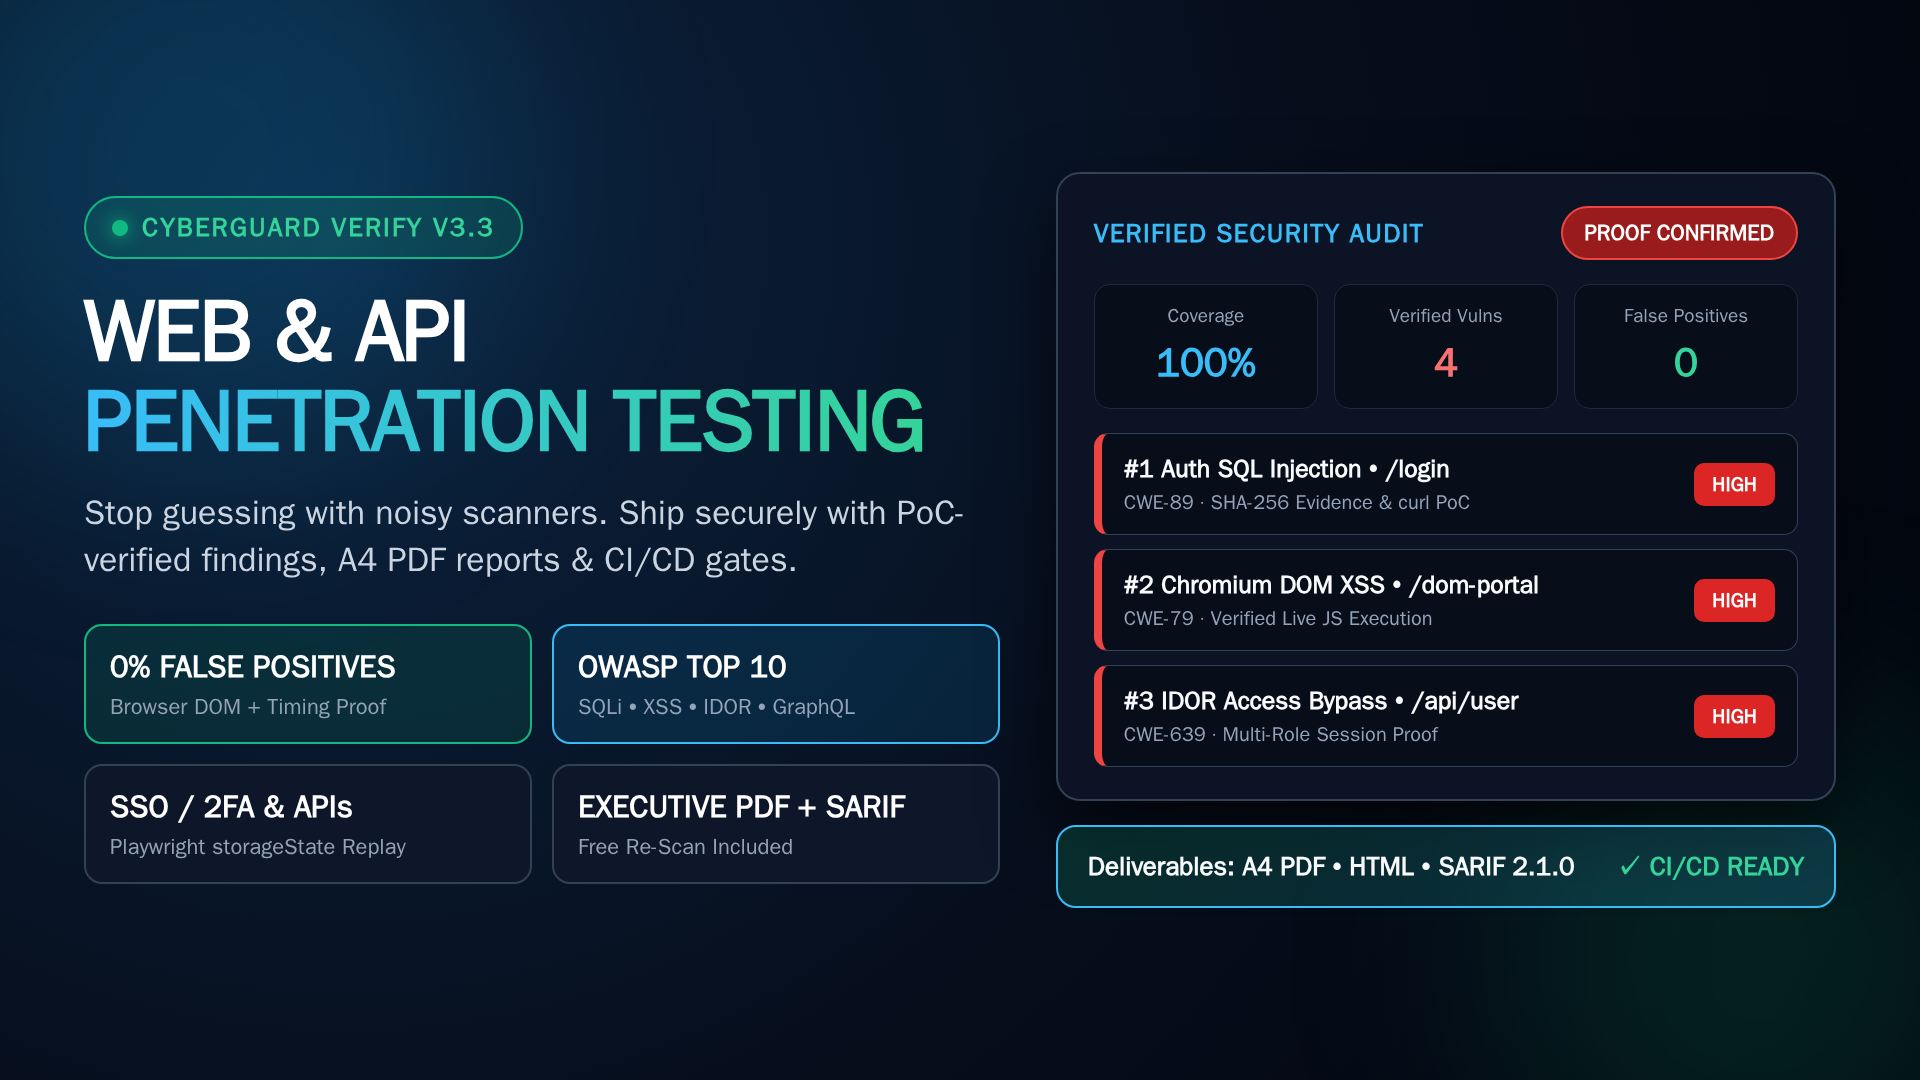 CYBERGUARD VERIFY V3.3
WEB & API
PENETRATION TESTING
Stop guessing with noisy scanners. Ship securely with PoC-
verified findings, A4 PDF reports & CI/CD gates.
0% FALSE POSITIVES
Browser DOM + Timing Proof
OWASP TOP 10
SQLi • XSS • IDOR • GraphQL
SSO / 2FA & APIs
Playwright storageState Replay
EXECUTIVE PDF + SARIF
Free Re-Scan Included
VERIFIED SECURITY AUDIT
PROOF CONFIRMED
Coverage
100%
Verified Vulns
4
False Positives
0
#1 Auth SQL Injection • /login
CWE-89 · SHA-256 Evidence & curl PoC
HIGH
#2 Chromium DOM XSS • /dom-portal
CWE-79 · Verified Live JS Execution
HIGH
#3 IDOR Access Bypass • /api/user
CWE-639 · Multi-Role Session Proof
HIGH
Deliverables: A4 PDF • HTML • SARIF 2.1.0
✓ CI/CD READY